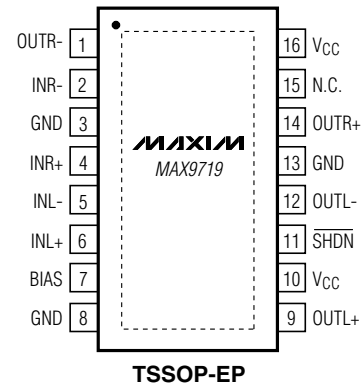 OUTR- 1 16 VCC
INR- 2 15 N.C.
GND 3 14 OUTR+
MAXIM
INR+ 4 MAX9719 13 GND
INL- 5 12 OUTL-
INL+ 6 11 SHDN
BIAS 7 10 VCC
GND 8 9 OUTL+
TSSOP-EP